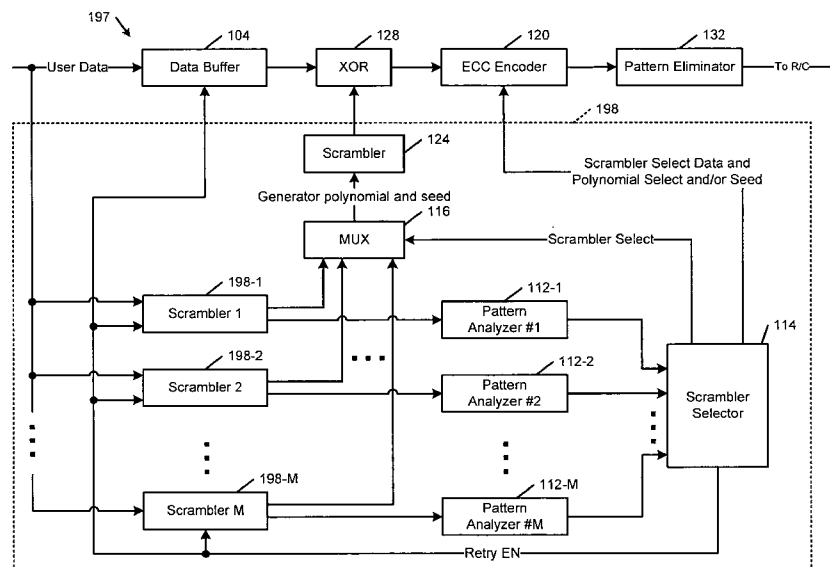 197
104
128
120
132
User Data
Data Buffer
XOR
ECC Encoder
Pattern Eliminator
To R/C
198
Scrambler
124
Scrambler Select Data and
Polynomial Select and/or Seed
Generator polynomial and seed
116
MUX
Scrambler Select
198-1
Scrambler 1
112-1
Pattern
Analyzer #1
114
198-2
Scrambler 2
112-2
Pattern
Analyzer #2
Scrambler
Selector
198-M
Scrambler M
112-M
Pattern
Analyzer #M
Retry EN